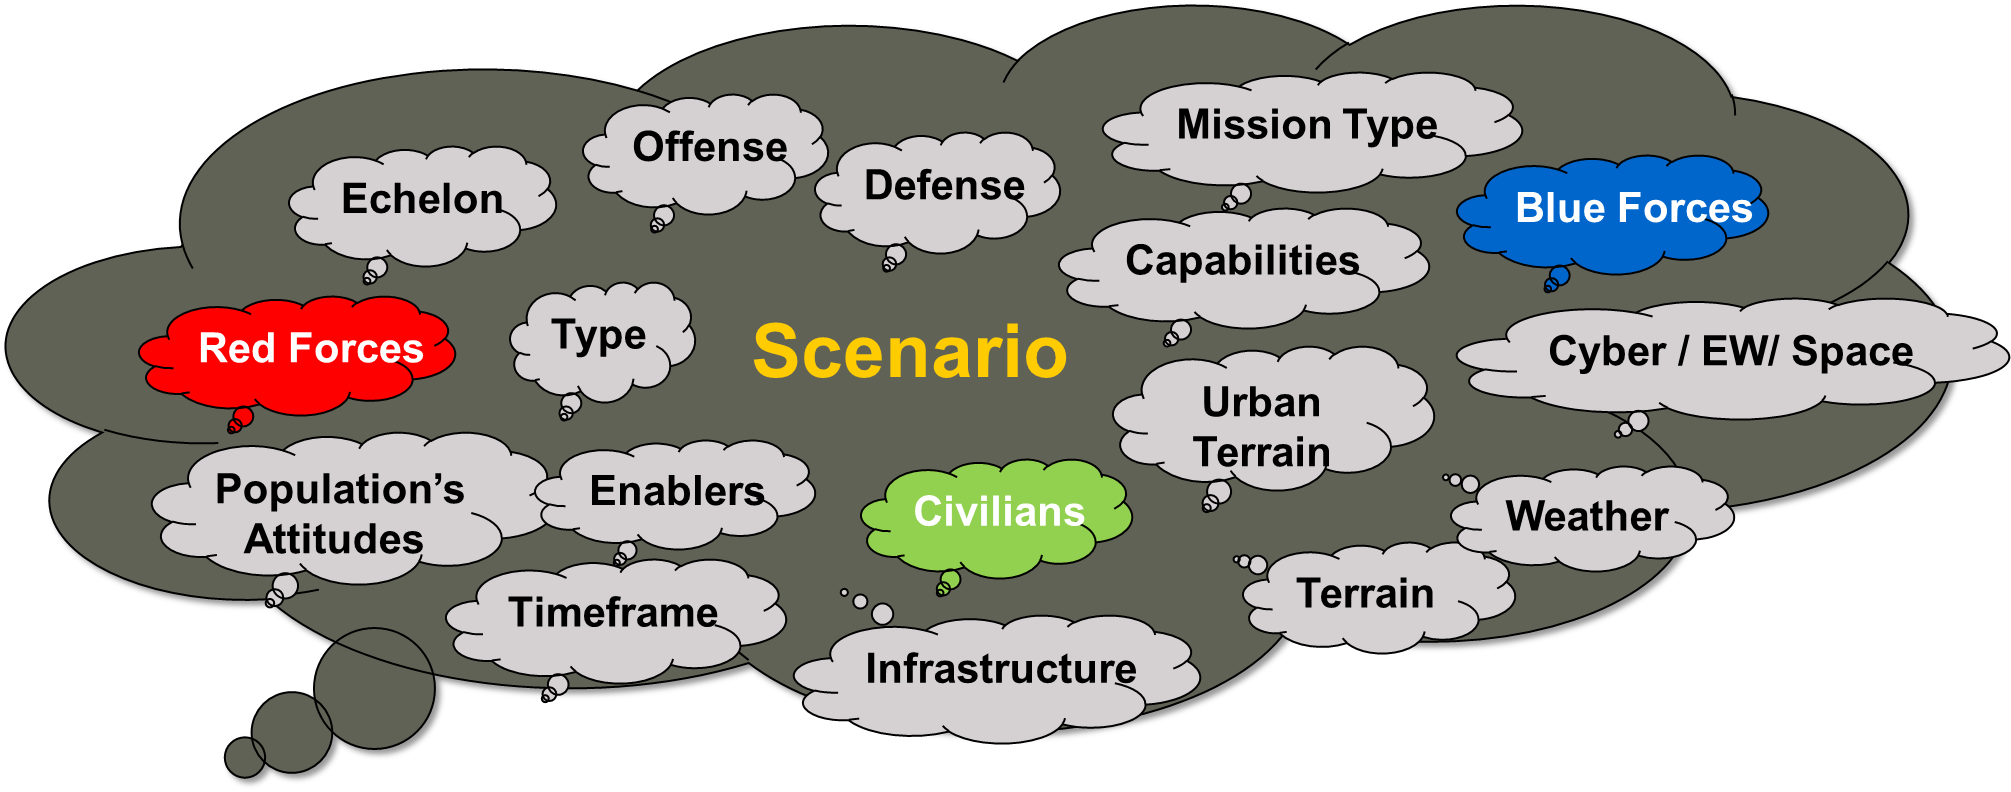 Mission Type
Offense
Defense
Echelon
Blue Forces
Capabilities
Type
Red Forces
Scenario
Cyber / EW/ Space
Urban
Terrain
Population’s
Attitudes
Enablers
Civilians
Weather
Terrain
Timeframe
Infrastructure